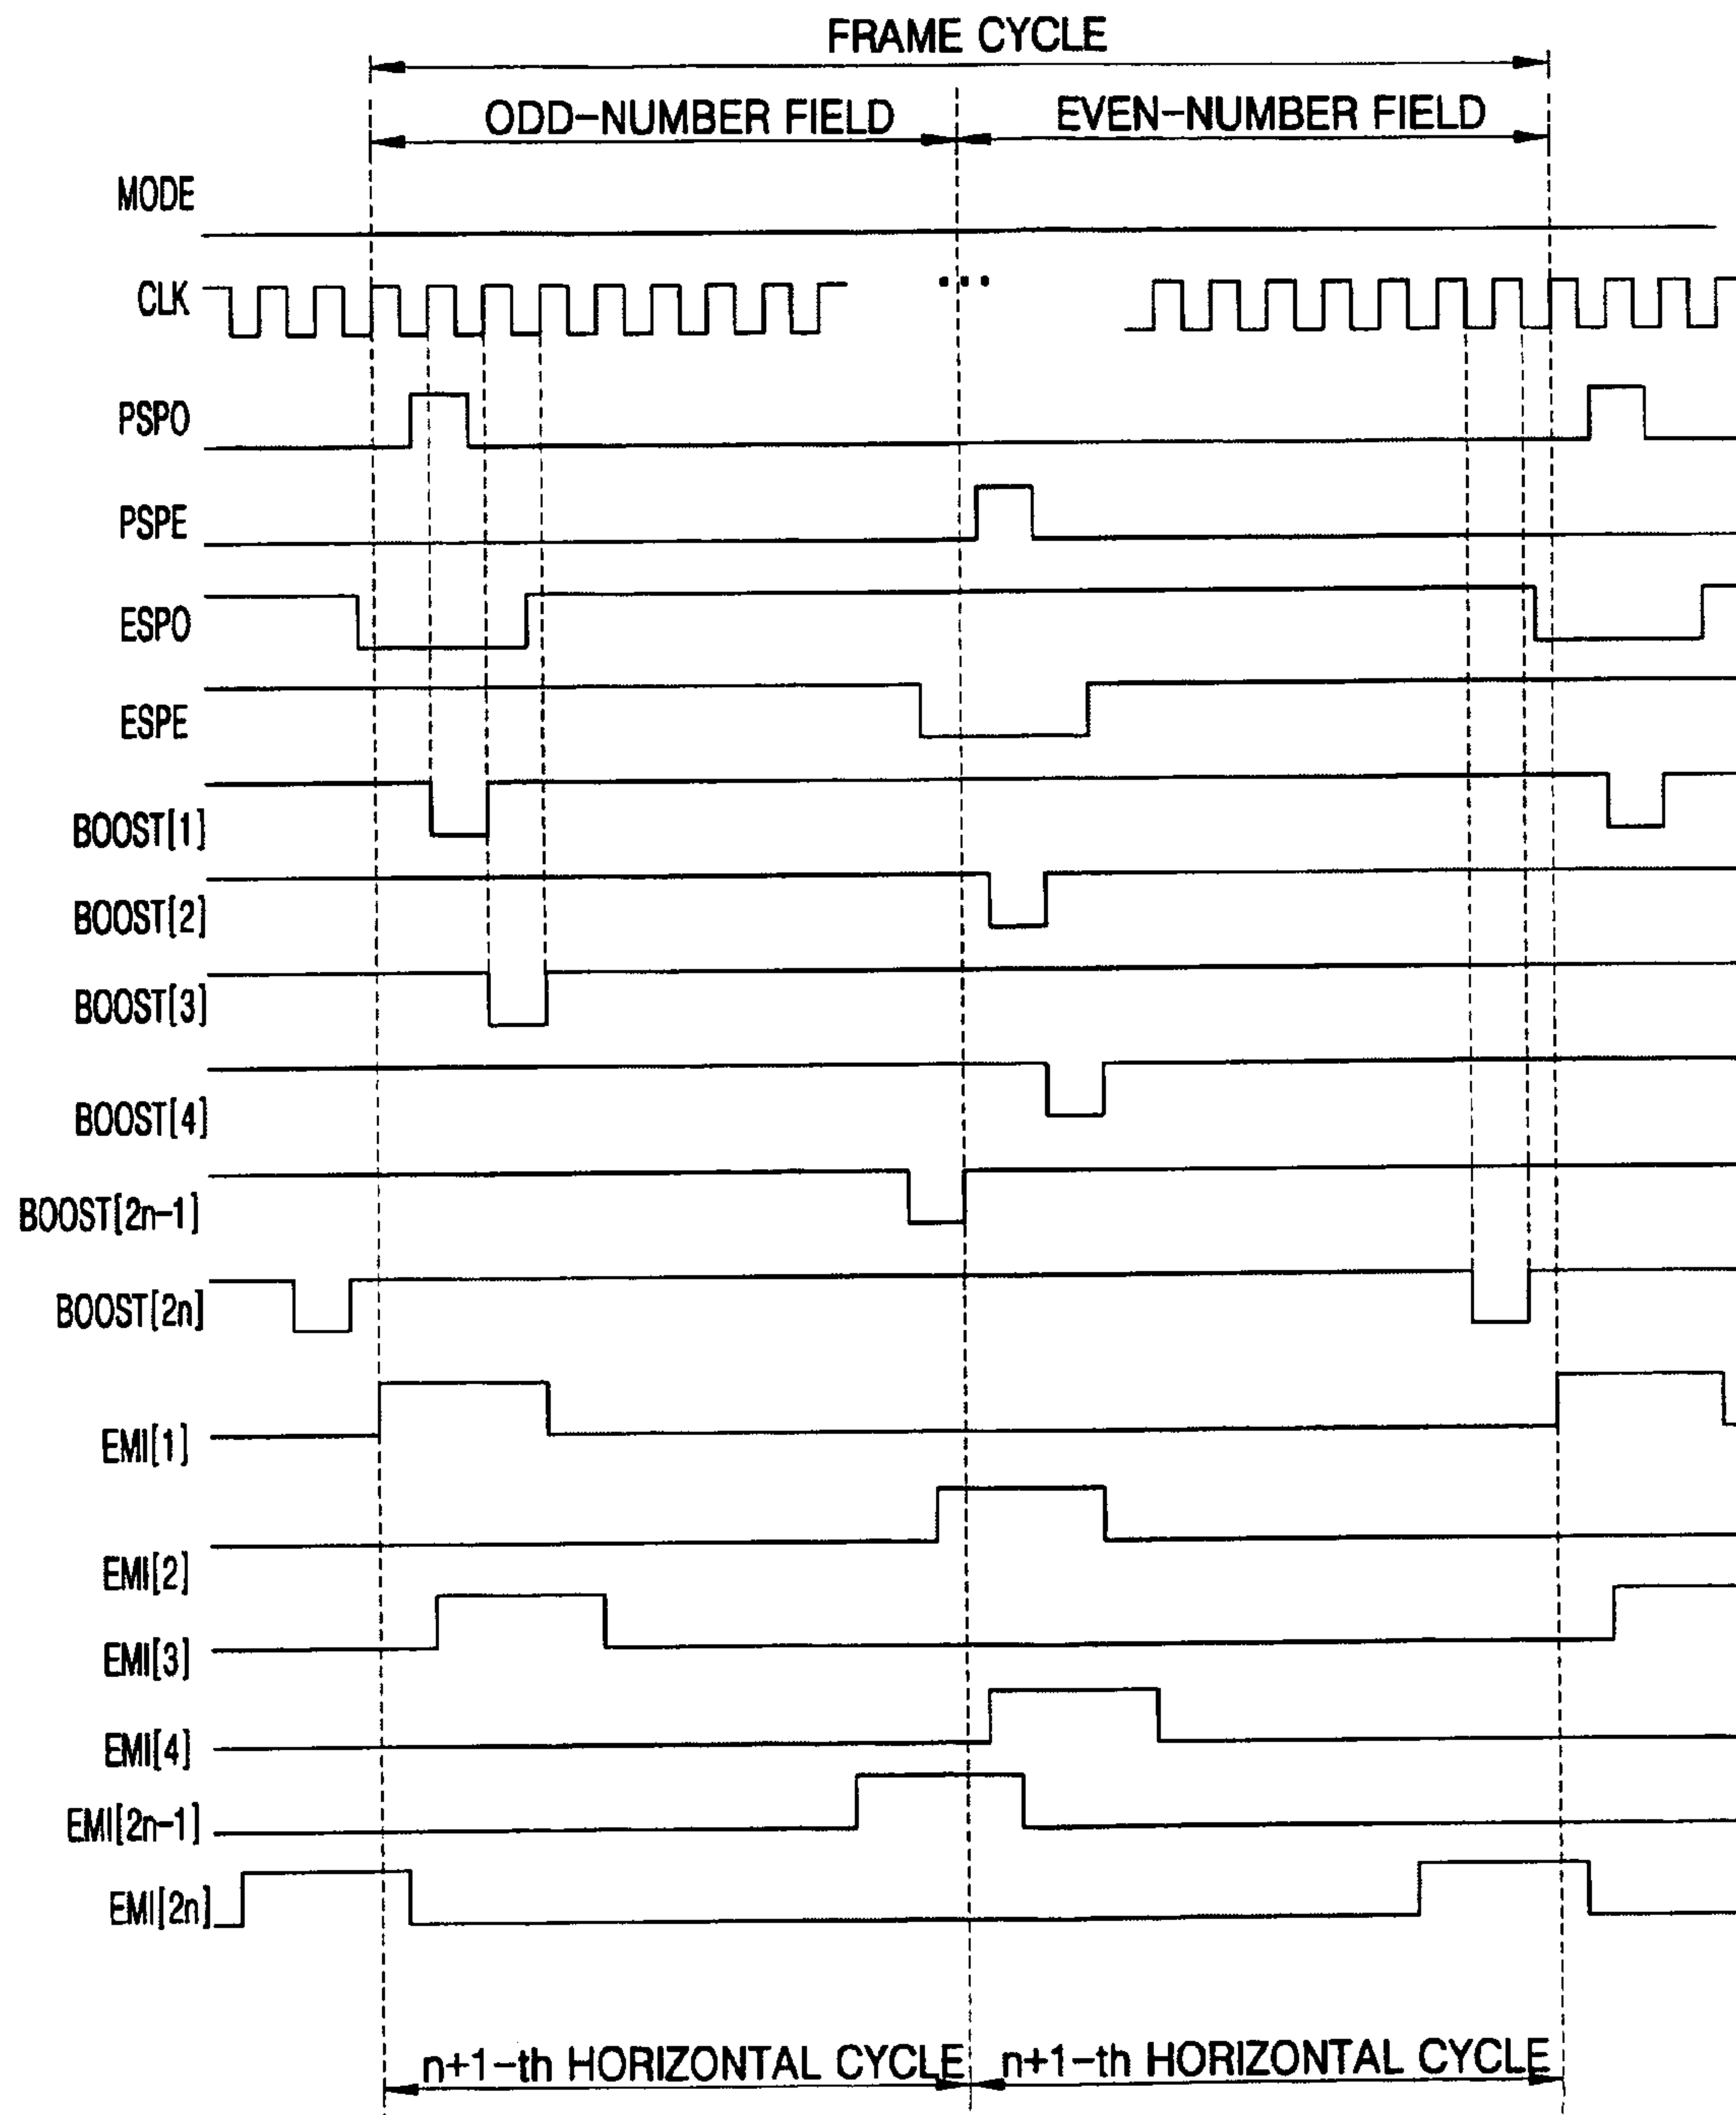 FRAME CYCLE
ODD-NUMBER FIELD
EVEN-NUMBER FIELD
MODE
CLK
...
PSPO
PSPE
ESPO
ESPE
BOOST[1]
BOOST[2]
BOOST[3]
BOOST[4]
BOOST[2n-1]
BOOST[2n]
EMI[1]
EMI[2]
EMI[3]
EMI[4]
EMI[2n-1]
EMI[2n]
n+1-th HORIZONTAL CYCLE
n+1-th HORIZONTAL CYCLE